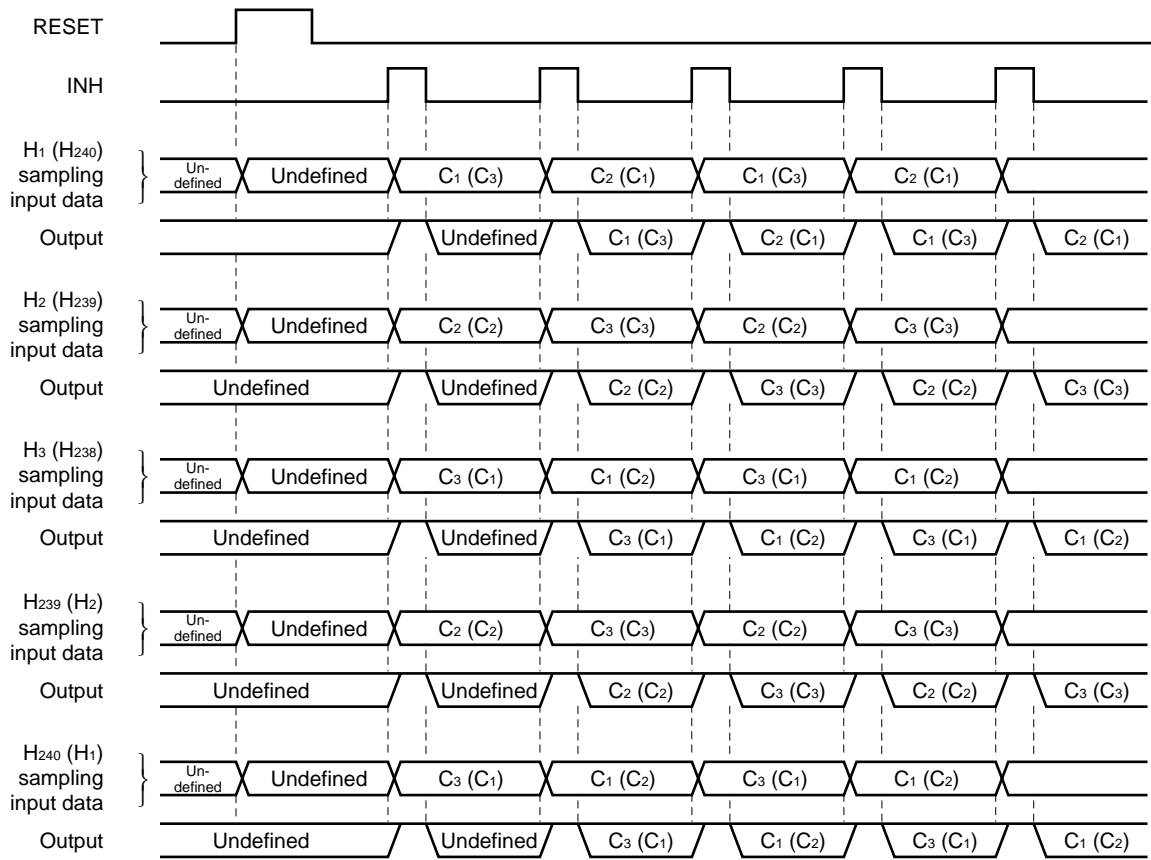 RESET
INH
H₁ (H₂₄₀)
sampling
input data
Un-
defined
Undefined C₁ (C₃) C₂ (C₁) C₁ (C₃) C₂ (C₁)
Output Undefined C₁ (C₃) C₂ (C₁) C₁ (C₃) C₂ (C₁)
H₂ (H₂₃₉)
sampling
input data
Un-
defined
Undefined C₂ (C₂) C₃ (C₃) C₂ (C₂) C₃ (C₃)
Output Undefined Undefined C₂ (C₂) C₃ (C₃) C₂ (C₂) C₃ (C₃)
H₃ (H₂₃₈)
sampling
input data
Un-
defined
Undefined C₃ (C₁) C₁ (C₂) C₃ (C₁) C₁ (C₂)
Output Undefined Undefined C₃ (C₁) C₁ (C₂) C₃ (C₁) C₁ (C₂)
H₂₃₉ (H₂)
sampling
input data
Un-
defined
Undefined C₂ (C₂) C₃ (C₃) C₂ (C₂) C₃ (C₃)
Output Undefined Undefined C₂ (C₂) C₃ (C₃) C₂ (C₂) C₃ (C₃)
H₂₄₀ (H₁)
sampling
input data
Un-
defined
Undefined C₃ (C₁) C₁ (C₂) C₃ (C₁) C₁ (C₂)
Output Undefined Undefined C₃ (C₁) C₁ (C₂) C₃ (C₁) C₁ (C₂)